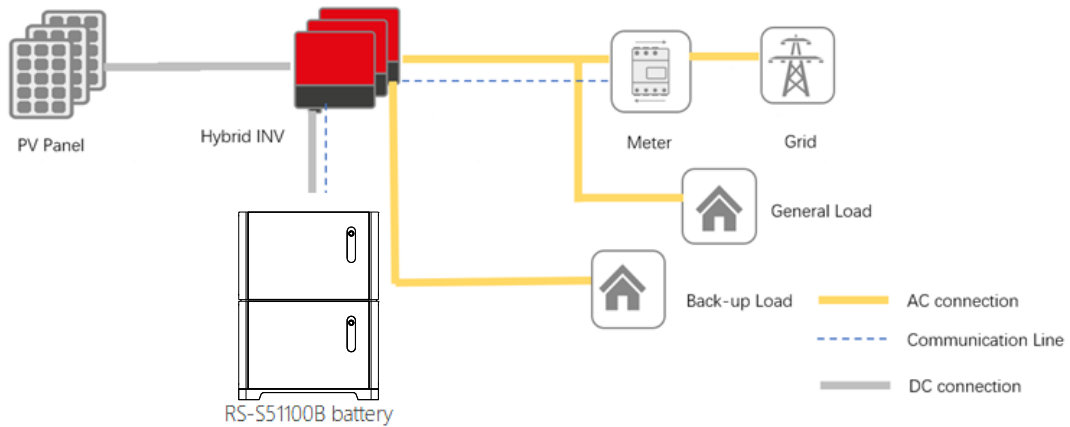 PV Panel
Hybrid INV
Meter
Grid
General Load
Back-up Load
AC connection
Communication Line
DC connection
RS-S51100B battery